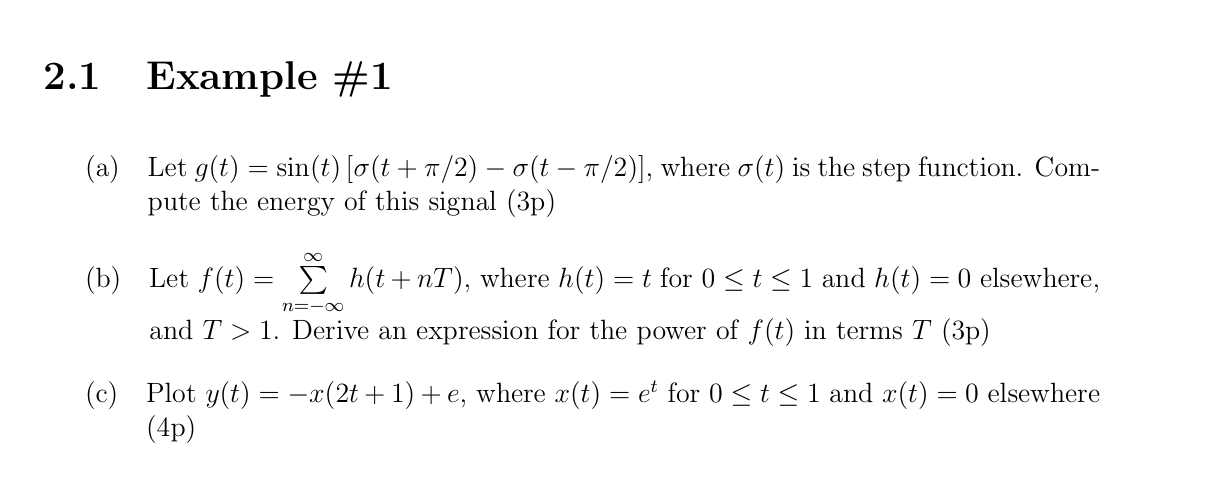 2.1 Example #1
(a) Let g(t) = sin(t) [σ(t + π/2) − σ(t − π/2)], where σ(t) is the step function. Com-
pute the energy of this signal (3p)
(b) Let f(t) = ∑_{n=−∞}^{∞} h(t + nT), where h(t) = t for 0 ≤ t ≤ 1 and h(t) = 0 elsewhere,
and T > 1. Derive an expression for the power of f(t) in terms T (3p)
(c) Plot y(t) = −x(2t + 1) + e, where x(t) = e^t for 0 ≤ t ≤ 1 and x(t) = 0 elsewhere
(4p)